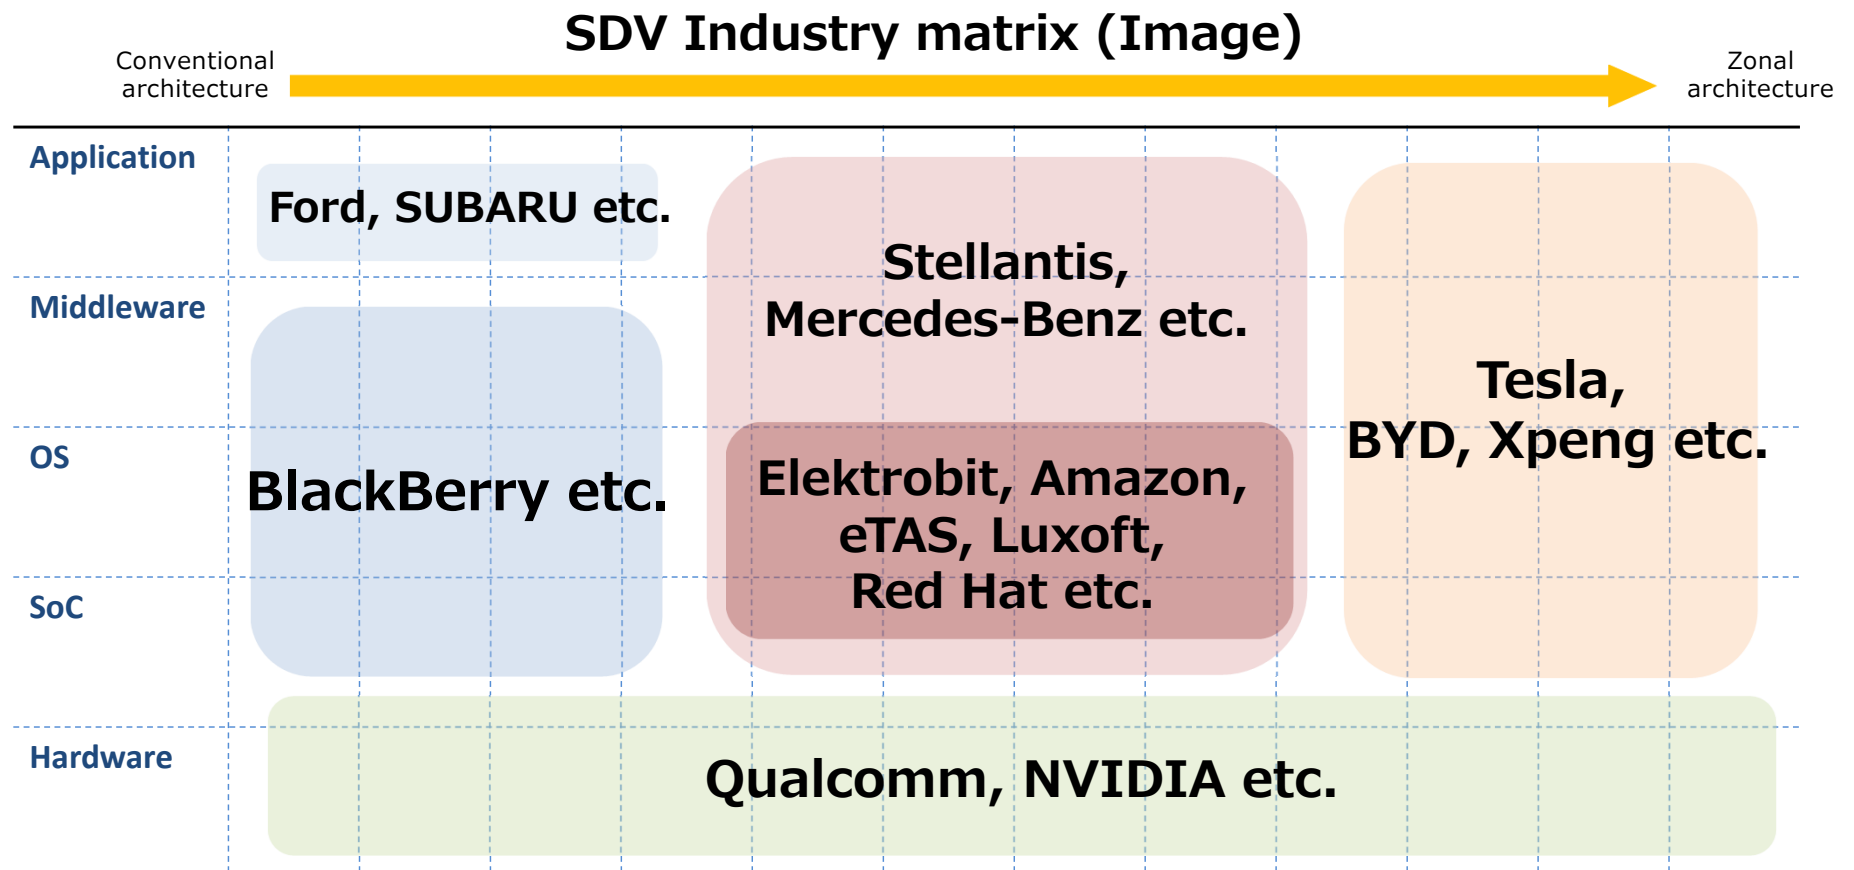 SDV Industry matrix (Image)
Conventional
architecture
Zonal
architecture
Application
Ford, SUBARU etc.
Stellantis,
Mercedes-Benz etc.
Middleware
Tesla,
BYD, Xpeng etc.
OS
BlackBerry etc.
Elektrobit, Amazon,
eTAS, Luxoft,
Red Hat etc.
SoC
Hardware
Qualcomm, NVIDIA etc.